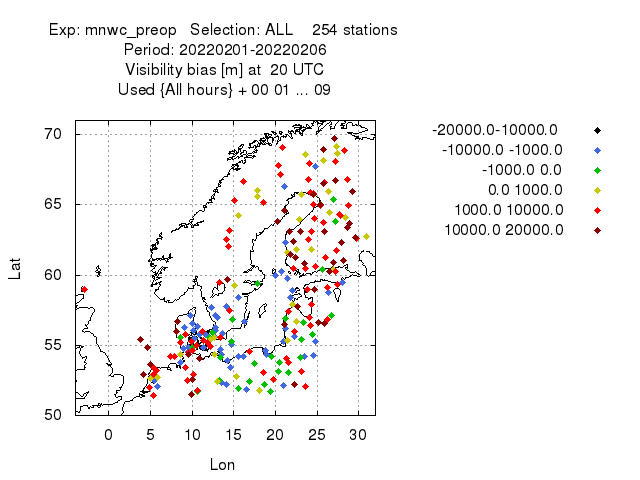 Exp: mnwc_preop   Selection: ALL    254 stations
Period: 20220201-20220206
Visibility bias [m] at  20 UTC
Used {All hours} + 00 01 ... 09
-20000.0-10000.0
-10000.0 -1000.0
-1000.0 0.0
0.0 1000.0
1000.0 10000.0
10000.0 20000.0
70
65
60
55
50
Lat
0 5 10 15 20 25 30
Lon